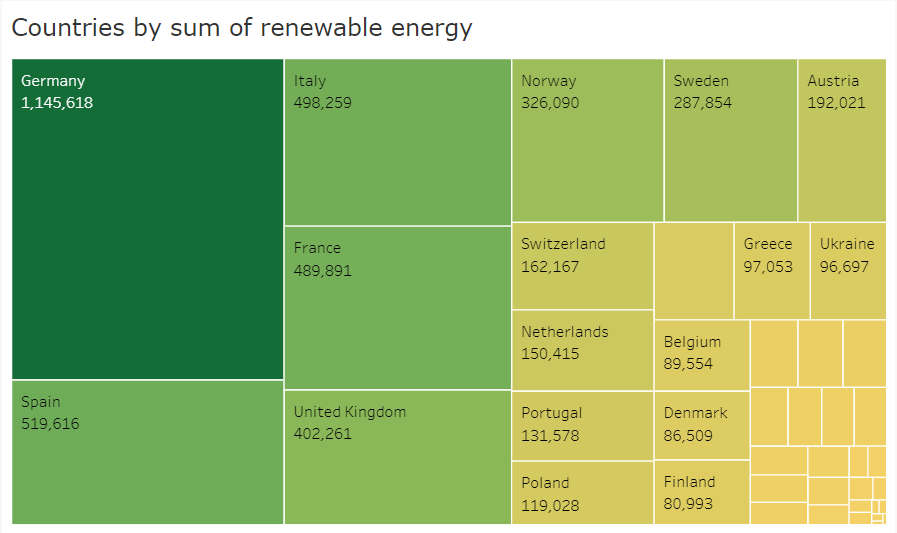 Countries by sum of renewable energy
Germany
1,145,618
Spain
519,616
Italy
498,259
France
489,891
United Kingdom
402,261
Norway
326,090
Sweden
287,854
Austria
192,021
Switzerland
162,167
Netherlands
150,415
Portugal
131,578
Poland
119,028
Greece
97,053
Ukraine
96,697
Belgium
89,554
Denmark
86,509
Finland
80,993